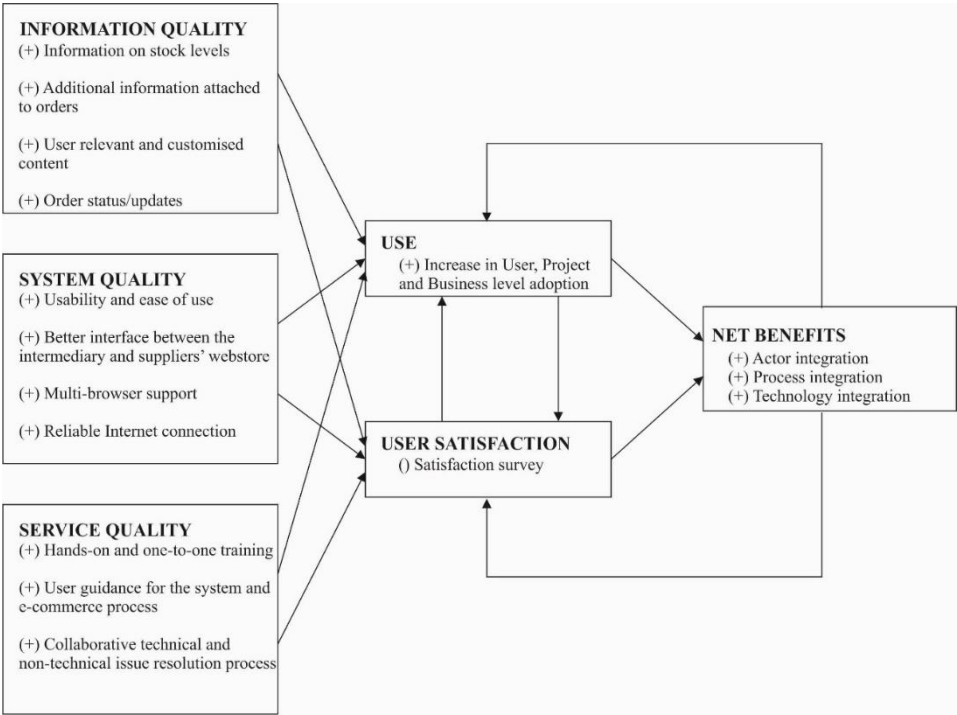 INFORMATION QUALITY
(+) Information on stock levels
(+) Additional information attached
to orders
(+) User relevant and customised
content
(+) Order status/updates
SYSTEM QUALITY
(+) Usability and ease of use
(+) Better interface between the
intermediary and suppliers' webstore
(+) Multi-browser support
(+) Reliable Internet connection
SERVICE QUALITY
(+) Hands-on and one-to-one training
(+) User guidance for the system and
e-commerce process
(+) Collaborative technical and
non-technical issue resolution process
USE
(+) Increase in User, Project
and Business level adoption
USER SATISFACTION
() Satisfaction survey
NET BENEFITS
(+) Actor integration
(+) Process integration
(+) Technology integration